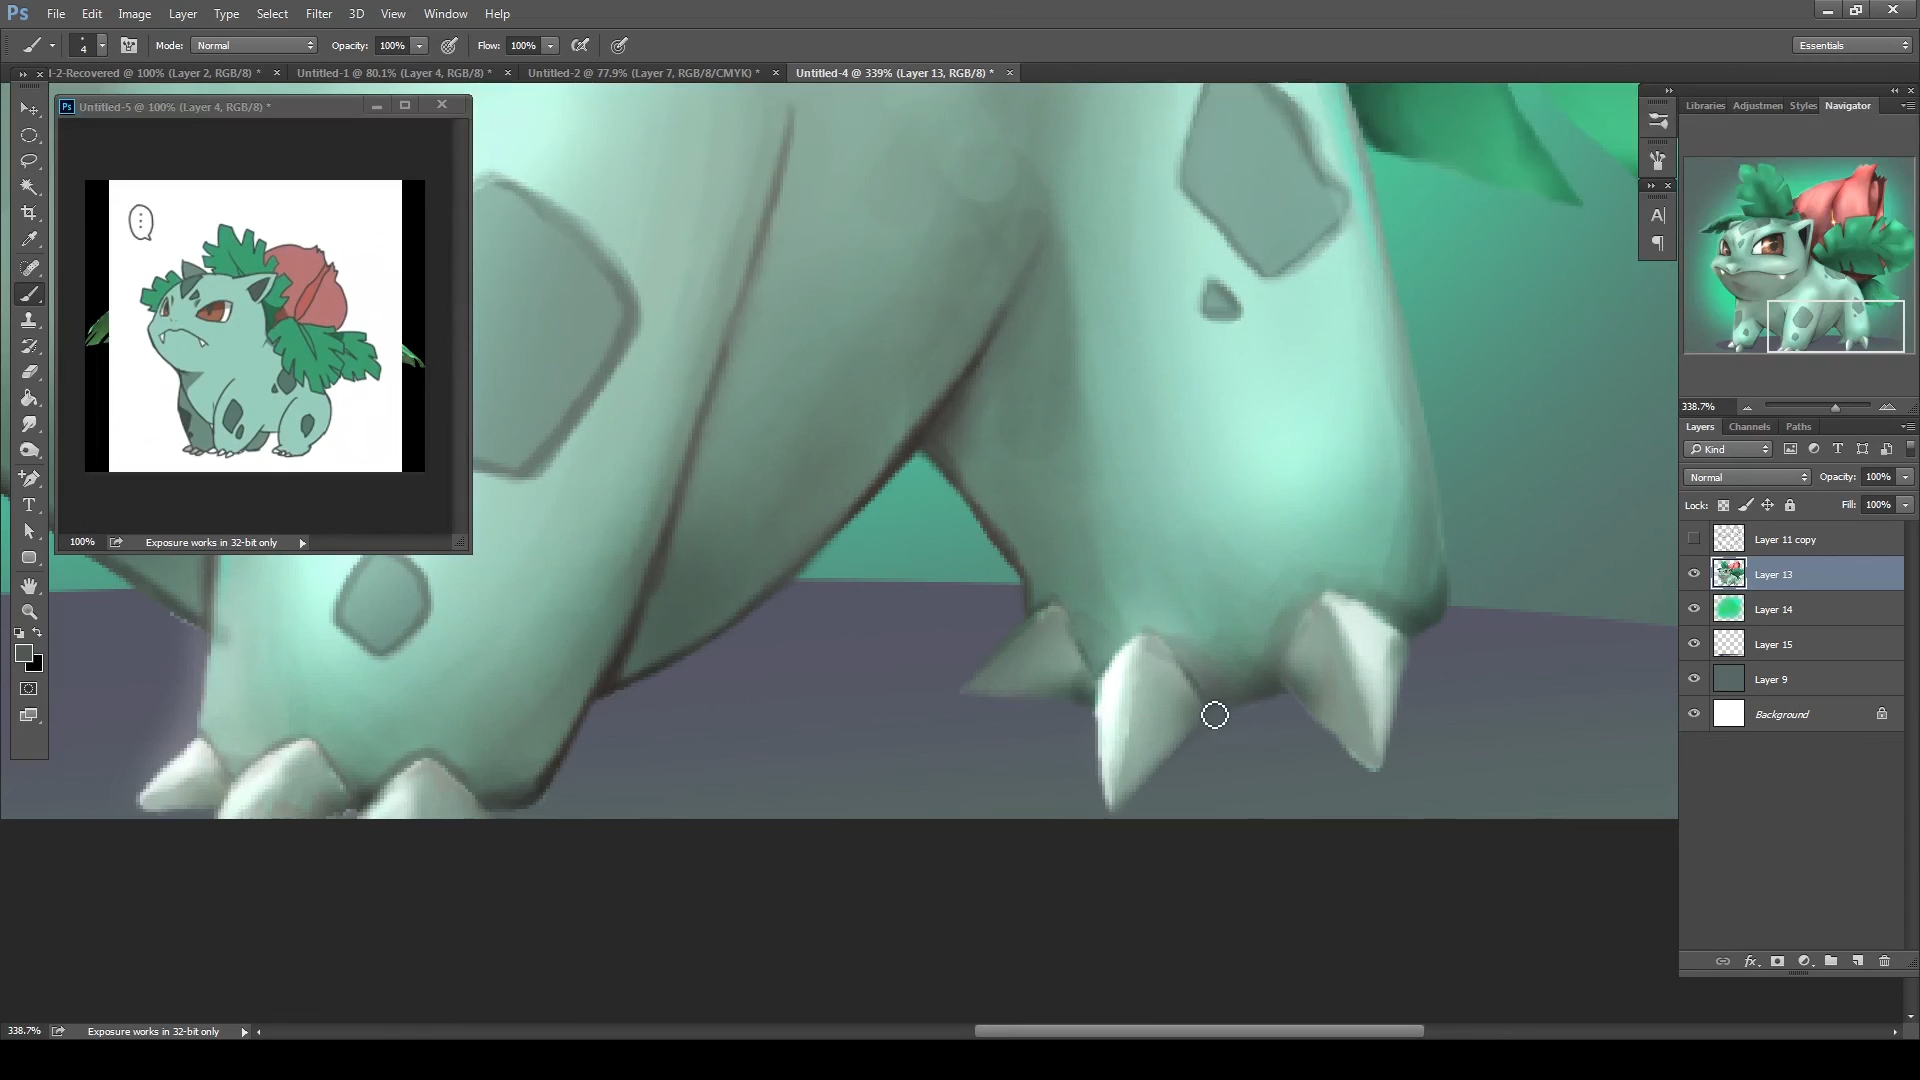 Ps File Edit Image Layer Type Select Filter 3D View Window Help
4 Mode: Normal Opacity: 100% Flow: 100% Essentials
l-2-Recovered @ 100% (Layer 2, RGB/8) * × Untitled-1 @ 80.1% (Layer 4, RGB/8) * × Untitled-2 @ 77.9% (Layer 7, RGB/8/CMYK) * × Untitled-4 @ 339% (Layer 13, RGB/8) * ×
Ps Untitled-5 @ 100% (Layer 4, RGB/8) *
100% Exposure works in 32-bit only
Libraries Adjustmen Styles Navigator
338.7%
Layers Channels Paths
Kind
Normal Opacity: 100%
Lock: Fill: 100%
Layer 11 copy
Layer 13
Layer 14
Layer 15
Layer 9
Background
fx
338.7% Exposure works in 32-bit only